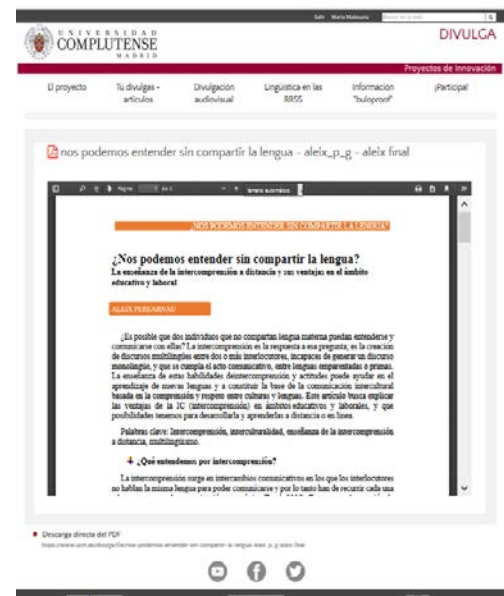 Salir María Matesanz
UNIVERSIDAD
COMPLUTENSE
MADRID
DIVULGA
Proyectos de Innovación
El proyecto
Tú divulgas -
artículos
Divulgación
audiovisual
Lingüística en las
RRSS
Información
"buloproof"
¡Participa!
nos podemos entender sin compartir la lengua - aleix_p_g - aleix final
¿NOS PODEMOS ENTENDER SIN COMPARTIR LA LENGUA?
¿Nos podemos entender sin compartir la lengua?
La enseñanza de la intercomprensión a distancia y sus ventajas en el ámbito
educativo y laboral
ALEIX PEREARNAU
¿Es posible que dos individuos que no compartan lengua materna puedan entenderse y
comunicarse con ellas? La intercomprensión es la respuesta a esa pregunta; es la creación
de discursos multilingües entre dos o más interlocutores, incapaces de generar un discurso
monolingüe, y que se cumpla el acto comunicativo, entre lenguas emparentadas o primas.
La enseñanza de estas habilidades deintercomprensión y actitudes puede ayudar en el
aprendizaje de nuevas lenguas y a constituir la base de la comunicación intercultural
basada en la comprensión y respeto entre culturas y lenguas. Este artículo busca explicar
las ventajas de la IC (intercomprensión) en ámbitos educativos y laborales, y que
posibilidades tenemos para desarrollarla y aprenderlas a distancia o en línea.
Palabras clave: Intercomprensión, interculturalidad, enseñanza de la intercomprensión
a distancia, multilingüismo.
¿Qué entendemos por intercomprensión?
La intercomprensión surge en intercambios comunicativos en los que los interlocutores
no hablan la misma lengua para poder comunicarse y por lo tanto han de recurrir cada una
Descarga directa del PDF